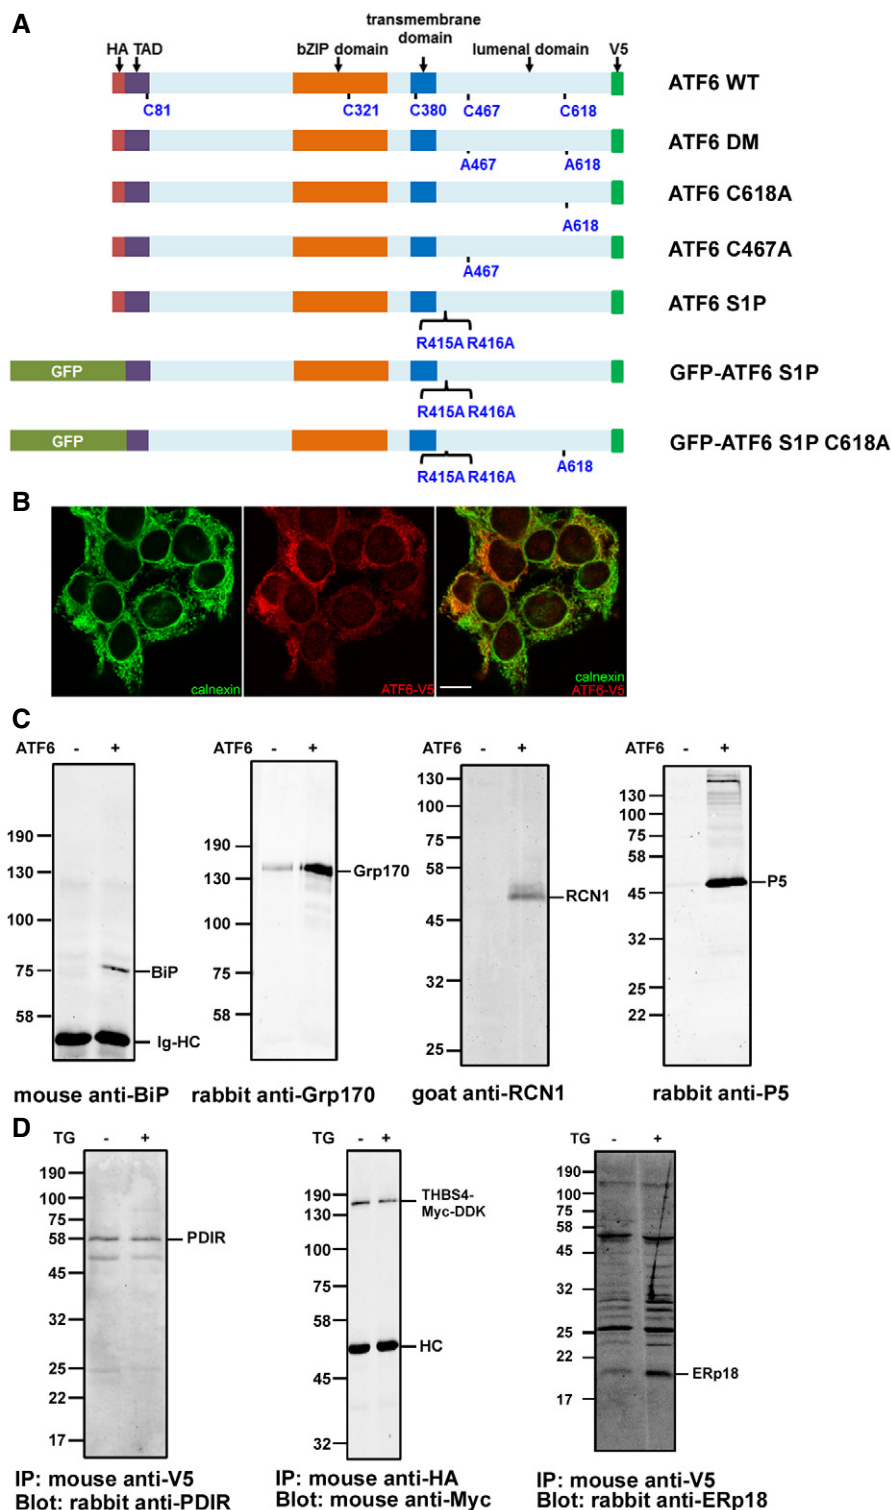 A
transmembrane
domain
HA TAD bZIP domain lumenal domain V5
ATF6 WT
C81 C321 C380 C467 C618
ATF6 DM
A467 A618
ATF6 C618A
A618
ATF6 C467A
A467
ATF6 S1P
R415A R416A
GFP GFP-ATF6 S1P
R415A R416A
GFP GFP-ATF6 S1P C618A
R415A R416A A618
B
calnexin
ATF6-V5
calnexin
ATF6-V5
C
ATF6 - +
190
130
100
75
58
BiP
Ig-HC
mouse anti-BiP
ATF6 - +
190
130
100
75
58
Grp170
rabbit anti-Grp170
ATF6 - +
130
100
75
58
45
32
25
RCN1
goat anti-RCN1
ATF6 - +
130
100
75
58
45
32
25
22
P5
rabbit anti-P5
D
TG - +
190
100
75
58
45
32
25
22
17
PDIR
IP: mouse anti-V5
Blot: rabbit anti-PDIR
TG - +
190
130
100
75
58
45
32
THBS4-
Myc-DDK
HC
IP: mouse anti-HA
Blot: mouse anti-Myc
TG - +
190
100
75
58
45
32
25
22
17
ERp18
IP: mouse anti-V5
Blot: rabbit anti-ERp18